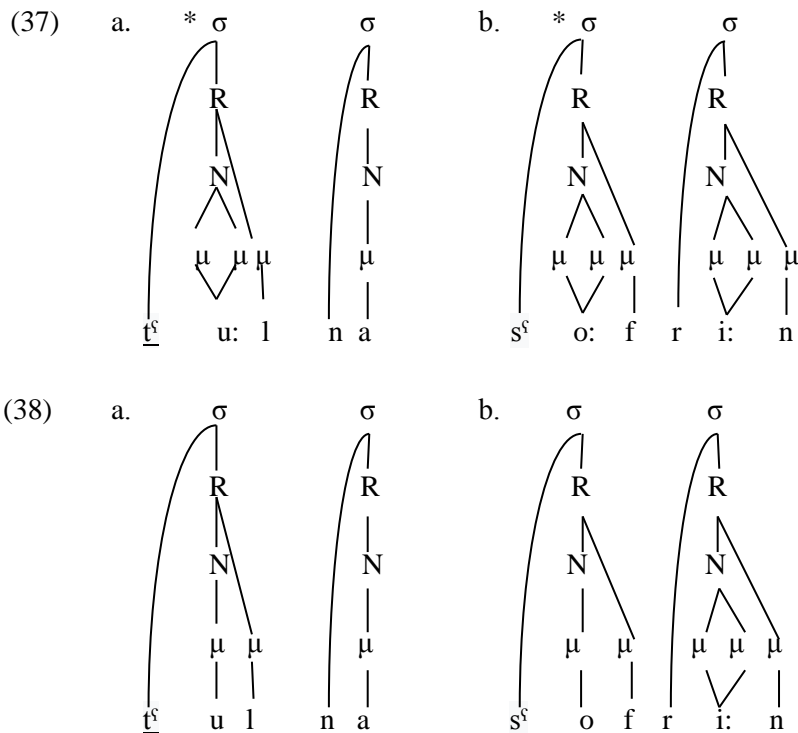 (37) a. * σ σ b. * σ σ
R R R R
N N N N
μ μ μ μ μ μ μ μ μ μ
t̲ˤ u: l n a sˤ o: f r i: n
(38) a. σ σ b. σ σ
R R R R
N N N N
μ μ μ μ μ μ μ μ
t̲ˤ u l n a sˤ o f r i: n